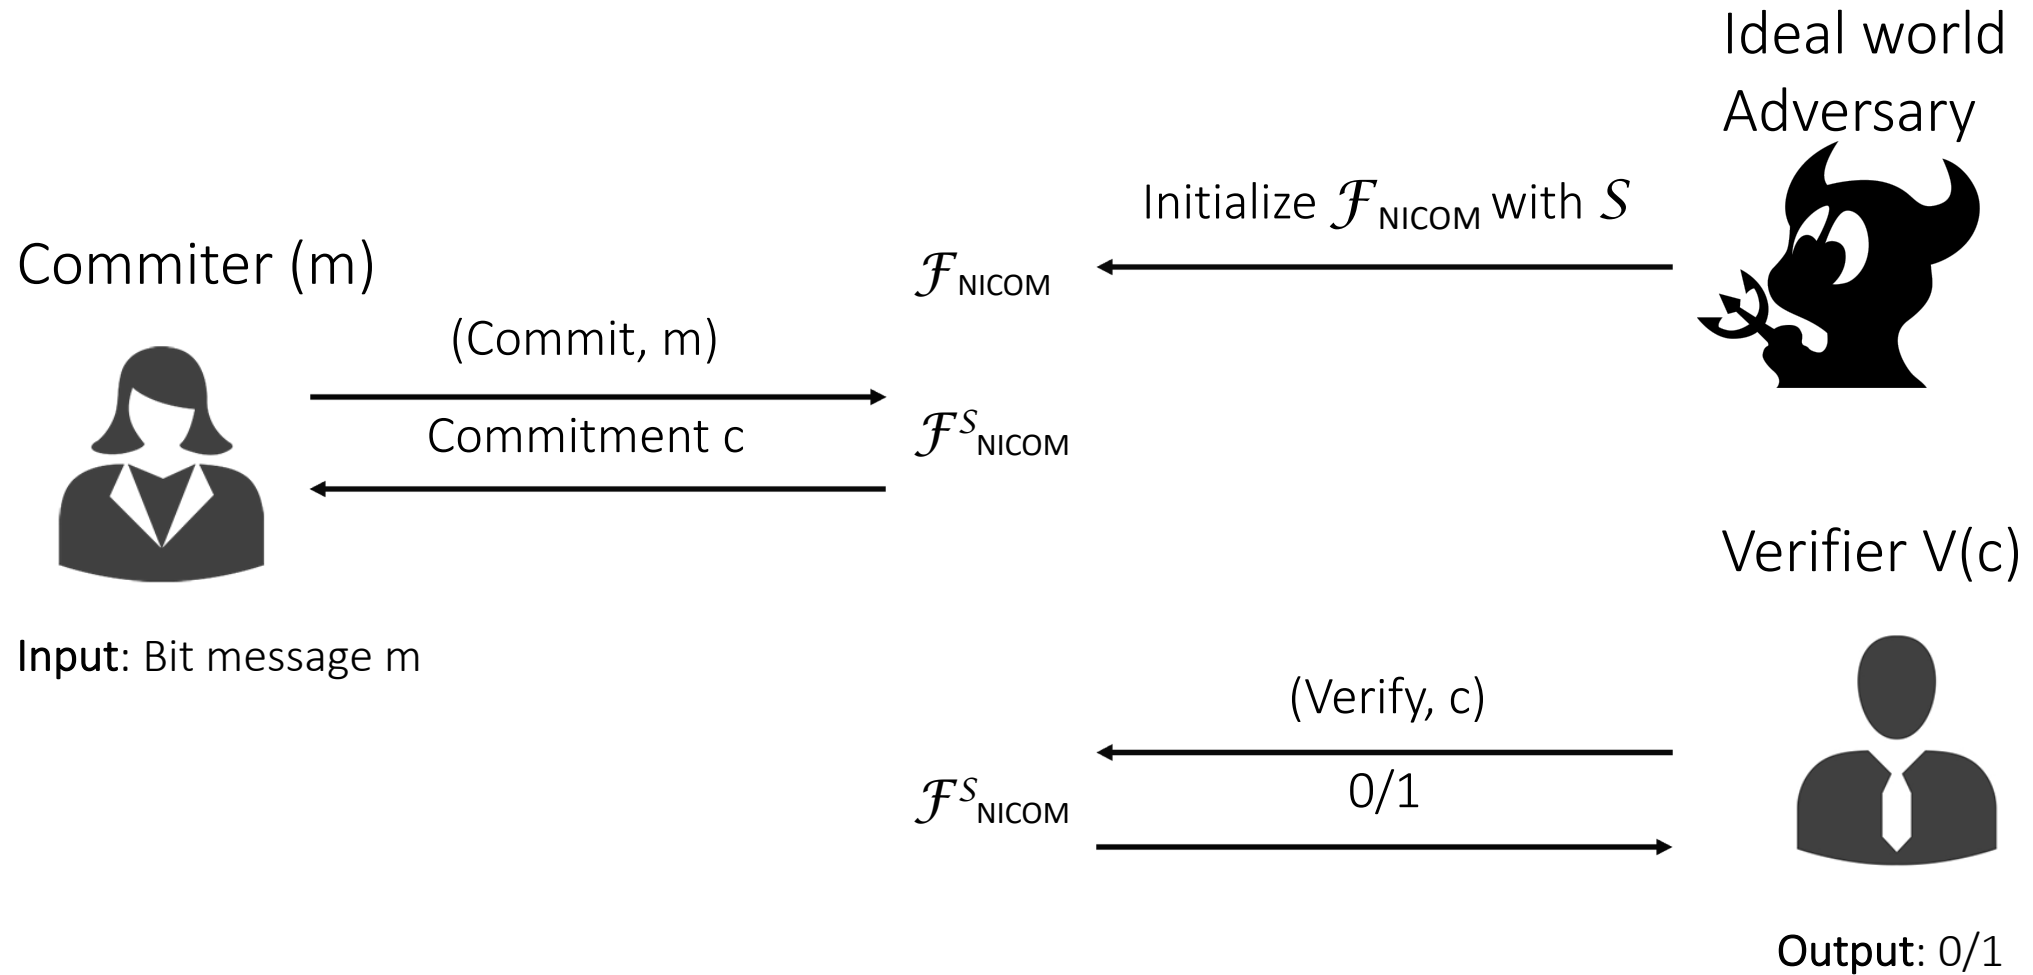 Ideal world
Adversary
Initialize ℱNICOM with 𝒮
Commiter (m)
ℱNICOM
(Commit, m)
Commitment c
ℱ𝒮NICOM
Verifier V(c)
Input: Bit message m
(Verify, c)
0/1
ℱ𝒮NICOM
Output: 0/1